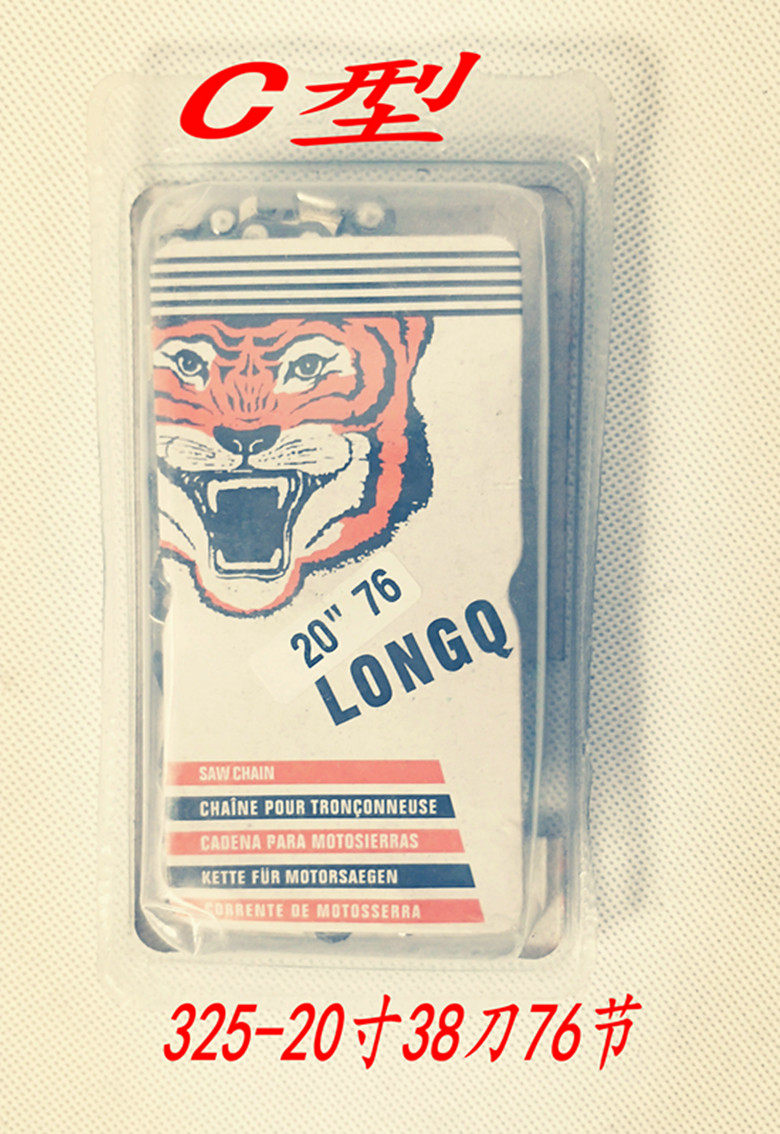 C型
20" 76
LONGQ
SAW CHAIN
CHAÎNE POUR TRONÇONNEUSE
CADENA PARA MOTOSIERRAS
KETTE FÜR MOTORSAEGEN
CORRENTE DE MOTOSSERRA
325-20寸38刀76节